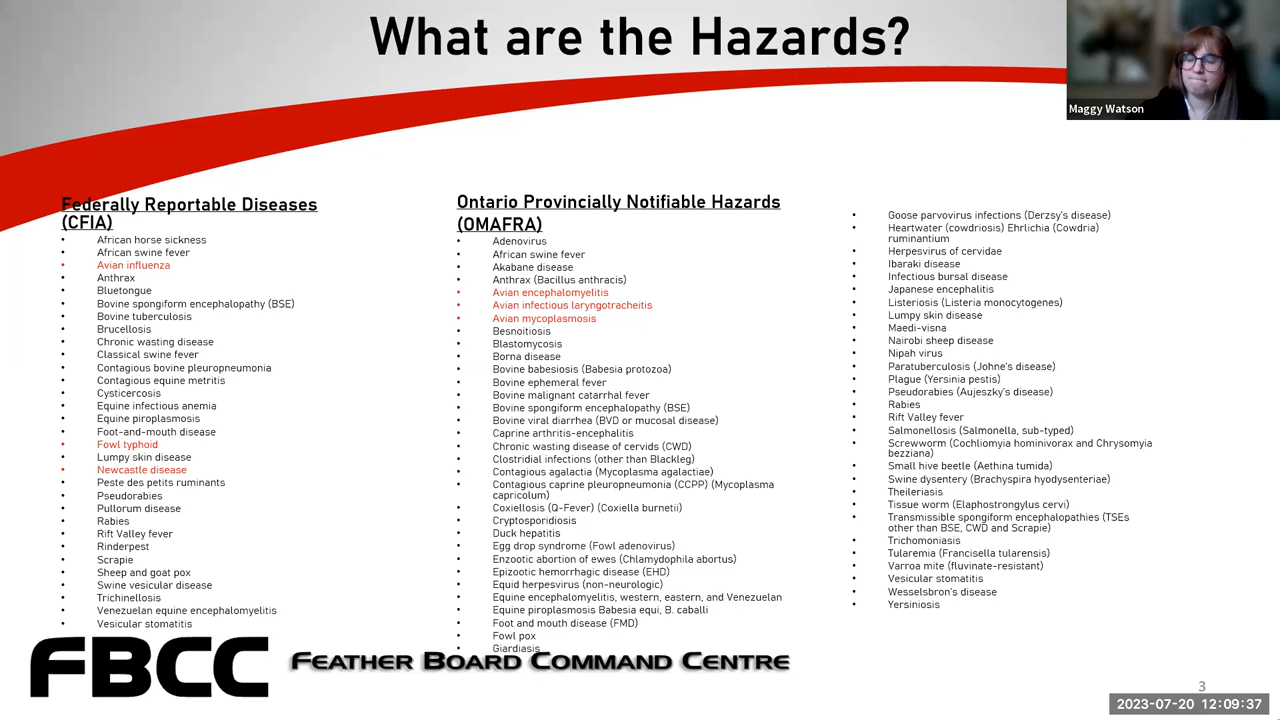 What are the Hazards?
Maggy Watson
Federally Reportable Diseases
(CFIA)
• African horse sickness
• African swine fever
• Avian influenza
• Anthrax
• Bluetongue
• Bovine spongiform encephalopathy (BSE)
• Bovine tuberculosis
• Brucellosis
• Chronic wasting disease
• Classical swine fever
• Contagious bovine pleuropneumonia
• Contagious equine metritis
• Cysticercosis
• Equine infectious anemia
• Equine piroplasmosis
• Foot-and-mouth disease
• Fowl typhoid
• Lumpy skin disease
• Newcastle disease
• Peste des petits ruminants
• Pseudorabies
• Pullorum disease
• Rabies
• Rift Valley fever
• Rinderpest
• Scrapie
• Sheep and goat pox
• Swine vesicular disease
• Trichinellosis
• Venezuelan equine encephalomyelitis
• Vesicular stomatitis
Ontario Provincially Notifiable Hazards
(OMAFRA)
• Adenovirus
• African swine fever
• Akabane disease
• Anthrax (Bacillus anthracis)
• Avian encephalomyelitis
• Avian infectious laryngotracheitis
• Avian mycoplasmosis
• Besnoitiosis
• Blastomycosis
• Borna disease
• Bovine babesiosis (Babesia protozoa)
• Bovine ephemeral fever
• Bovine malignant catarrhal fever
• Bovine spongiform encephalopathy (BSE)
• Bovine viral diarrhea (BVD or mucosal disease)
• Caprine arthritis-encephalitis
• Chronic wasting disease of cervids (CWD)
• Clostridial infections (other than Blackleg)
• Contagious agalactia (Mycoplasma agalactiae)
• Contagious caprine pleuropneumonia (CCPP) (Mycoplasma
capricolum)
• Coxiellosis (Q-Fever) (Coxiella burnetii)
• Cryptosporidiosis
• Duck hepatitis
• Egg drop syndrome (Fowl adenovirus)
• Enzootic abortion of ewes (Chlamydophila abortus)
• Epizootic hemorrhagic disease (EHD)
• Equid herpesvirus (non-neurologic)
• Equine encephalomyelitis, western, eastern, and Venezuelan
• Equine piroplasmosis Babesia equi, B. caballi
• Foot and mouth disease (FMD)
• Fowl pox
• Giardiasis
• Goose parvovirus infections (Derzsy's disease)
• Heartwater (cowdriosis) Ehrlichia (Cowdria)
ruminantium
• Herpesvirus of cervidae
• Ibaraki disease
• Infectious bursal disease
• Japanese encephalitis
• Listeriosis (Listeria monocytogenes)
• Lumpy skin disease
• Maedi-visna
• Nairobi sheep disease
• Nipah virus
• Paratuberculosis (Johne's disease)
• Plague (Yersinia pestis)
• Pseudorabies (Aujeszky's disease)
• Rabies
• Rift Valley fever
• Salmonellosis (Salmonella, sub-typed)
• Screwworm (Cochliomyia hominivorax and Chrysomyia
bezziana)
• Small hive beetle (Aethina tumida)
• Swine dysentery (Brachyspira hyodysenteriae)
• Theileriasis
• Tissue worm (Elaphostrongylus cervi)
• Transmissible spongiform encephalopathies (TSEs
other than BSE, CWD and Scrapie)
• Trichomoniasis
• Tularemia (Francisella tularensis)
• Varroa mite (fluvinate-resistant)
• Vesicular stomatitis
• Wesselsbron's disease
• Yersiniosis
FBCC
FEATHER BOARD COMMAND CENTRE
3
2023-07-20 12:09:37